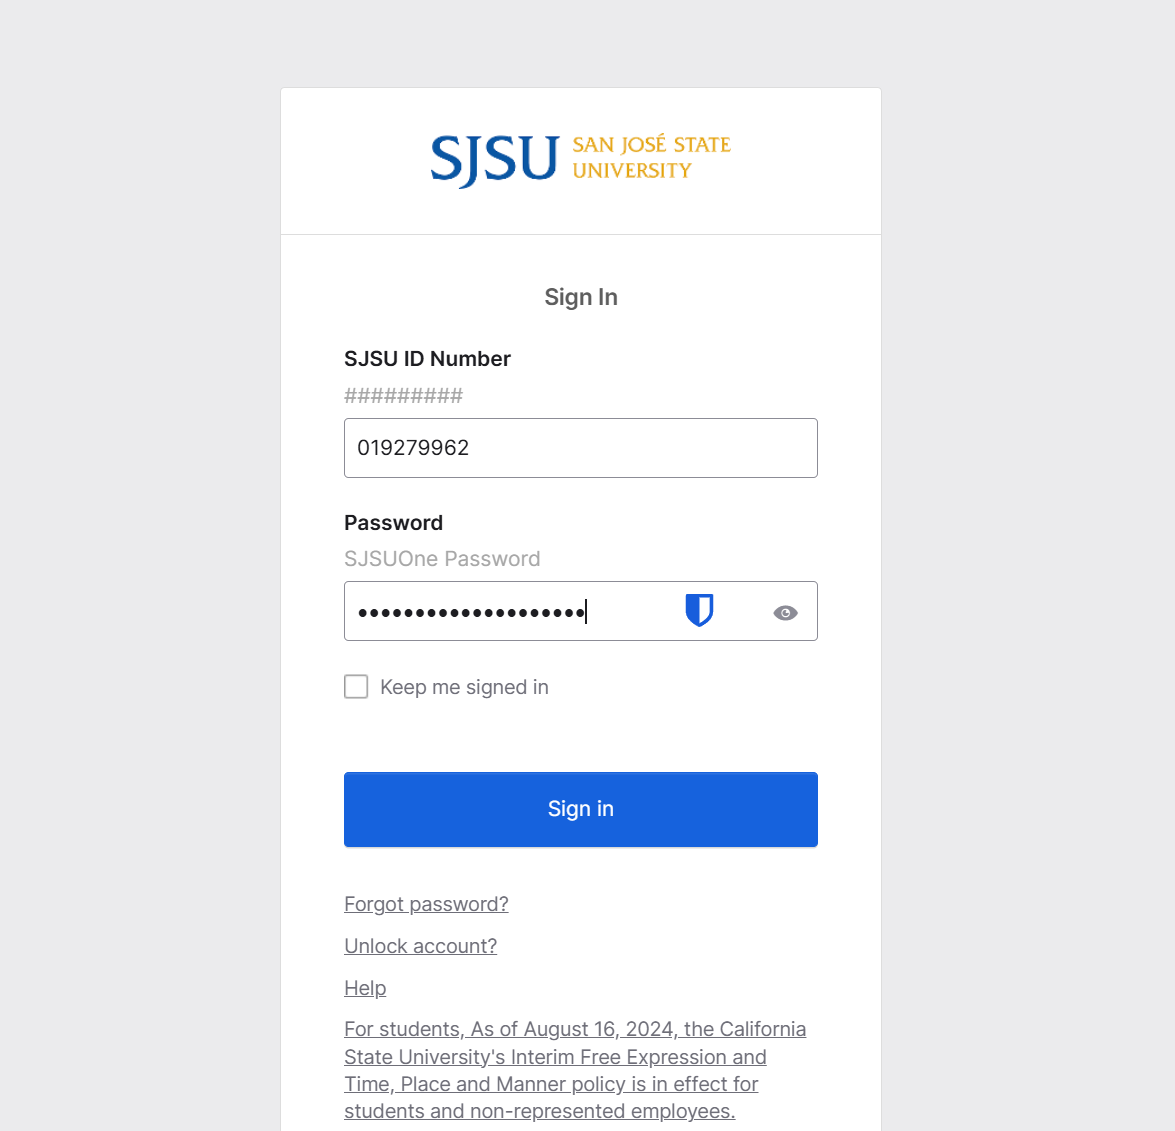 SJSU SAN JOSÉ STATE
UNIVERSITY
Sign In
SJSU ID Number
#########
019279962
Password
SJSUOne Password
••••••••••••••••••••
Keep me signed in
Sign in
Forgot password?
Unlock account?
Help
For students, As of August 16, 2024, the California
State University's Interim Free Expression and
Time, Place and Manner policy is in effect for
students and non-represented employees.